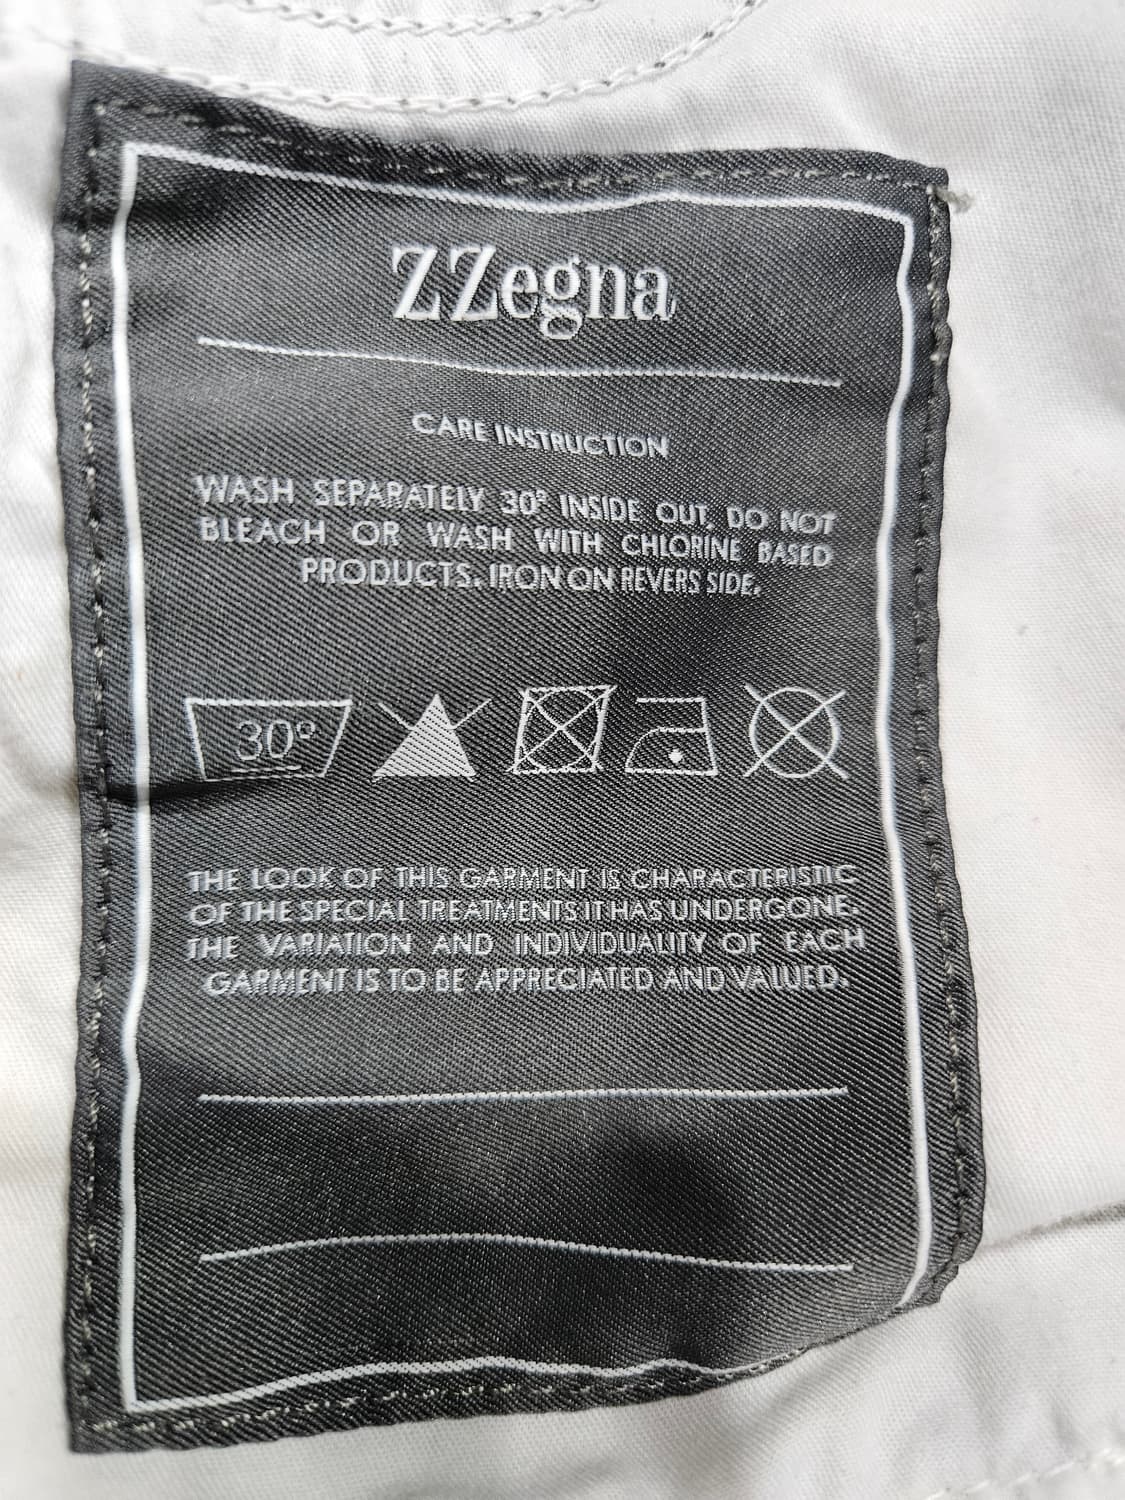 ZZegna
CARE INSTRUCTION
WASH SEPARATELY 30° INSIDE OUT. DO NOT
BLEACH OR WASH WITH CHLORINE BASED
PRODUCTS. IRON ON REVERS SIDE.
30°
THE LOOK OF THIS GARMENT IS CHARACTERISTIC
OF THE SPECIAL TREATMENTS IT HAS UNDERGONE.
THE VARIATION AND INDIVIDUALITY OF EACH
GARMENT IS TO BE APPRECIATED AND VALUED.